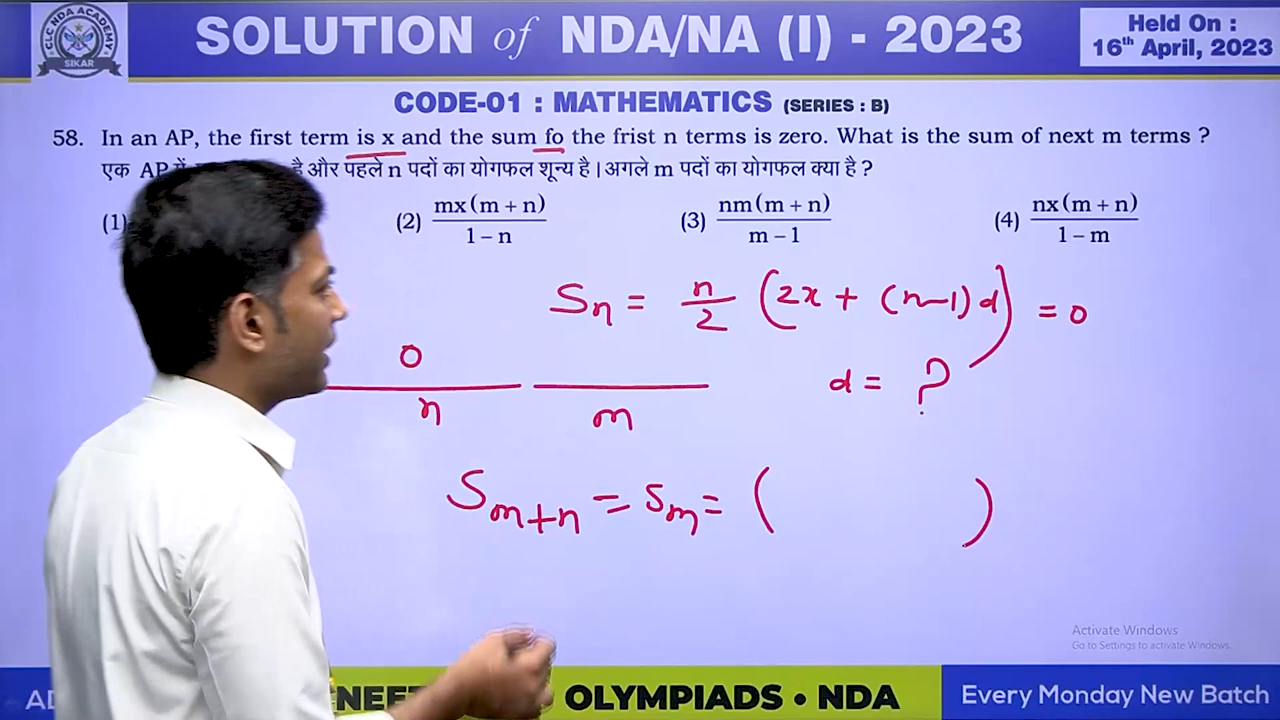 CLC NDA ACADEMY
SIKAR
SOLUTION of NDA/NA (I) - 2023
Held On :
16th April, 2023
CODE-01 : MATHEMATICS (SERIES : B)
58. In an AP, the first term is x and the sum fo the frist n terms is zero. What is the sum of next m terms ?
एक AP में है और पहले n पदों का योगफल शून्य है। अगले m पदों का योगफल क्या है ?
(1) (2) mx(m + n) / 1 – n (3) nm(m + n) / m – 1 (4) nx(m + n) / 1 – m
Sn = n/2 (2x + (n-1)d) = 0
0
n m
d = ?
Sm+n = Sm = ( )
Activate Windows
Go to Settings to activate Windows.
NEET OLYMPIADS • NDA
Every Monday New Batch